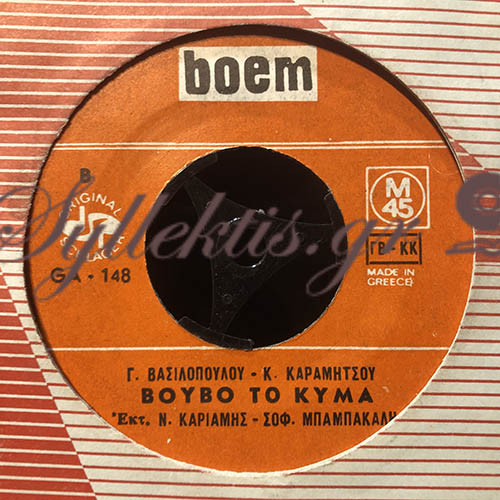 boem
B
ORIGINAL
GA - 148
M
45
ΓΒ - ΚΚ
MADE IN
GREECE
Γ. ΒΑΣΙΛΟΠΟΥΛΟΥ - Κ. ΚΑΡΑΜΗΤΣΟΥ
ΒΟΥΒΟ ΤΟ ΚΥΜΑ
Ἐκτ. Ν. ΚΑΡΙΑΜΗΣ - ΣΟΦ. ΜΠΑΜΠΑΚΑΛΗ
Syllektis.gr